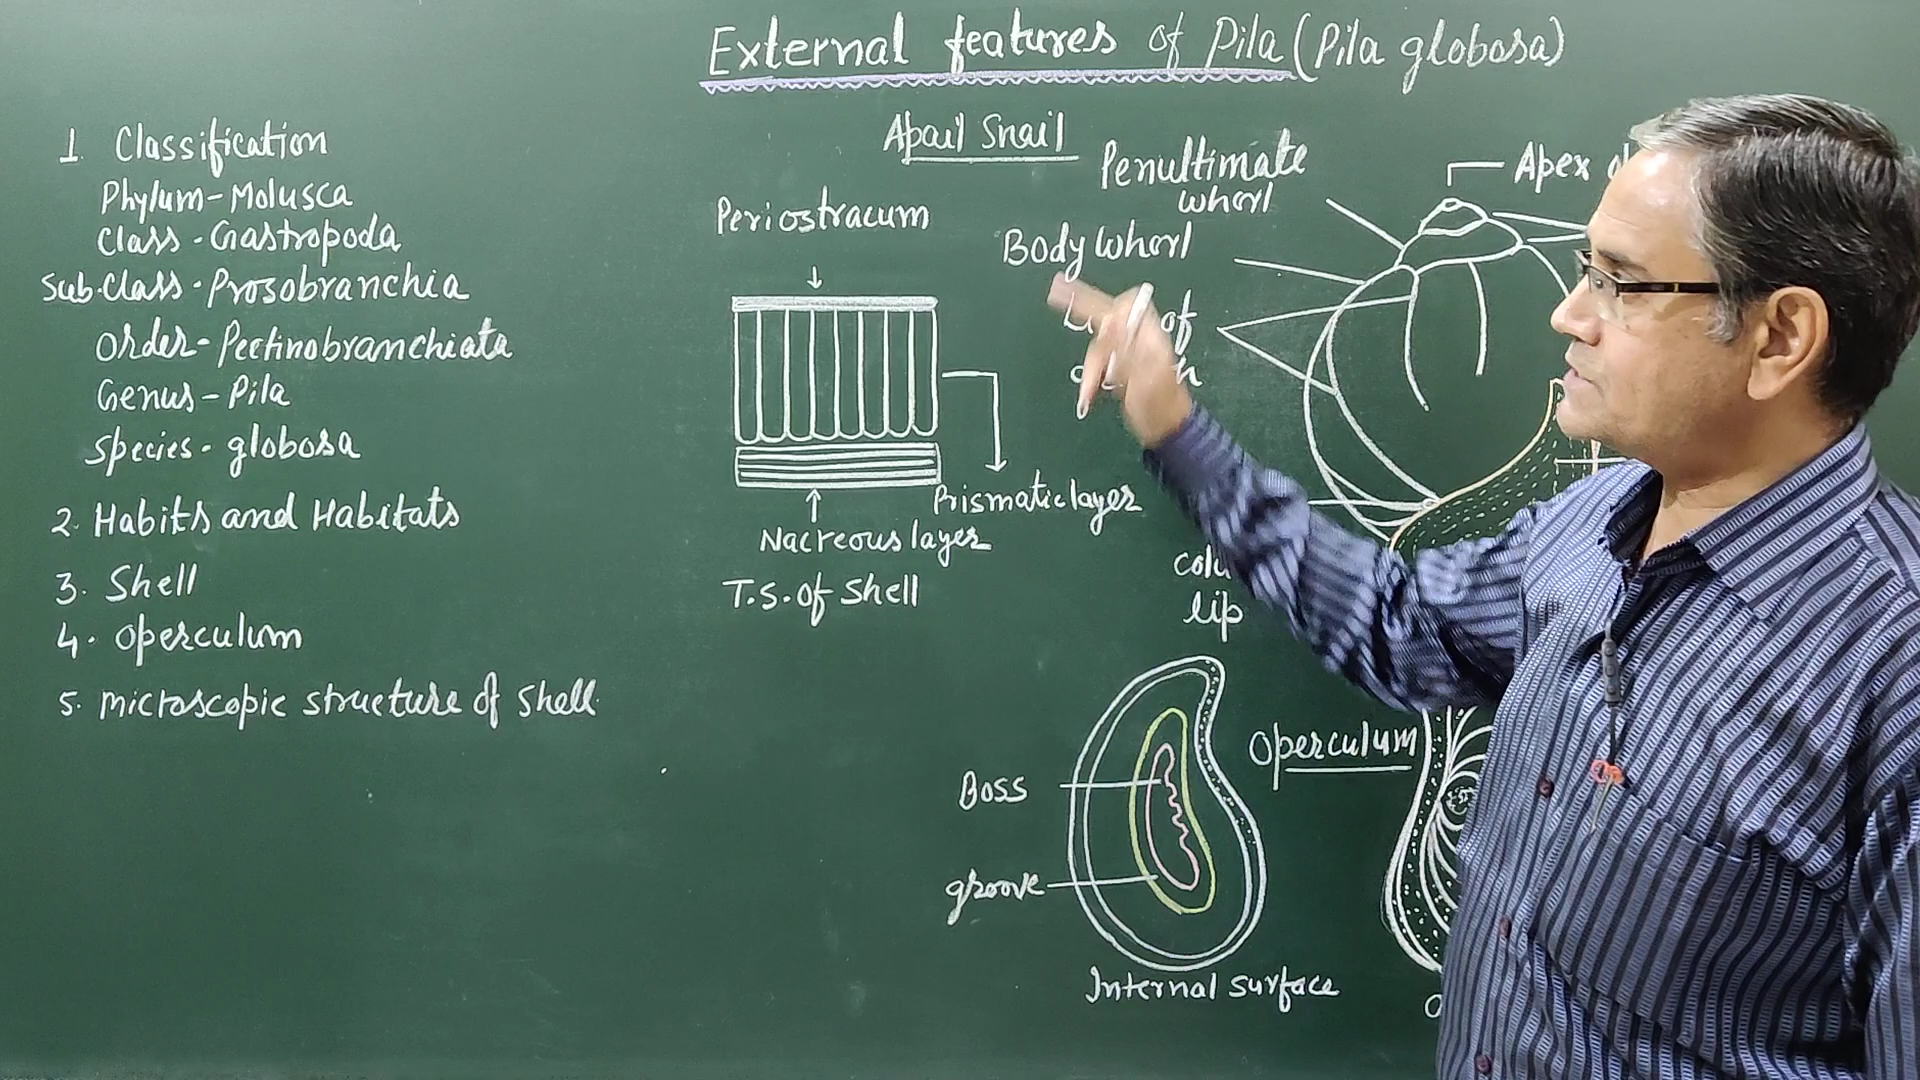 External features of Pila (Pila globosa)
Apail Snail
1. Classification
Phylum - Molusca
Class - Gastropoda
Sub. Class - Prosobranchia
Order - Pectinobranchiata
Genus - Pila
Species - globosa
2. Habits and Habitats
3. Shell
4. Operculum
5. Microscopic structure of shell.
Periostracum
Prismatic layer
Nacreous layer
T.S. of Shell
Penultimate
whorl
Body whorl
of
Apex
lip
Operculum
Boss
groove
Internal surface